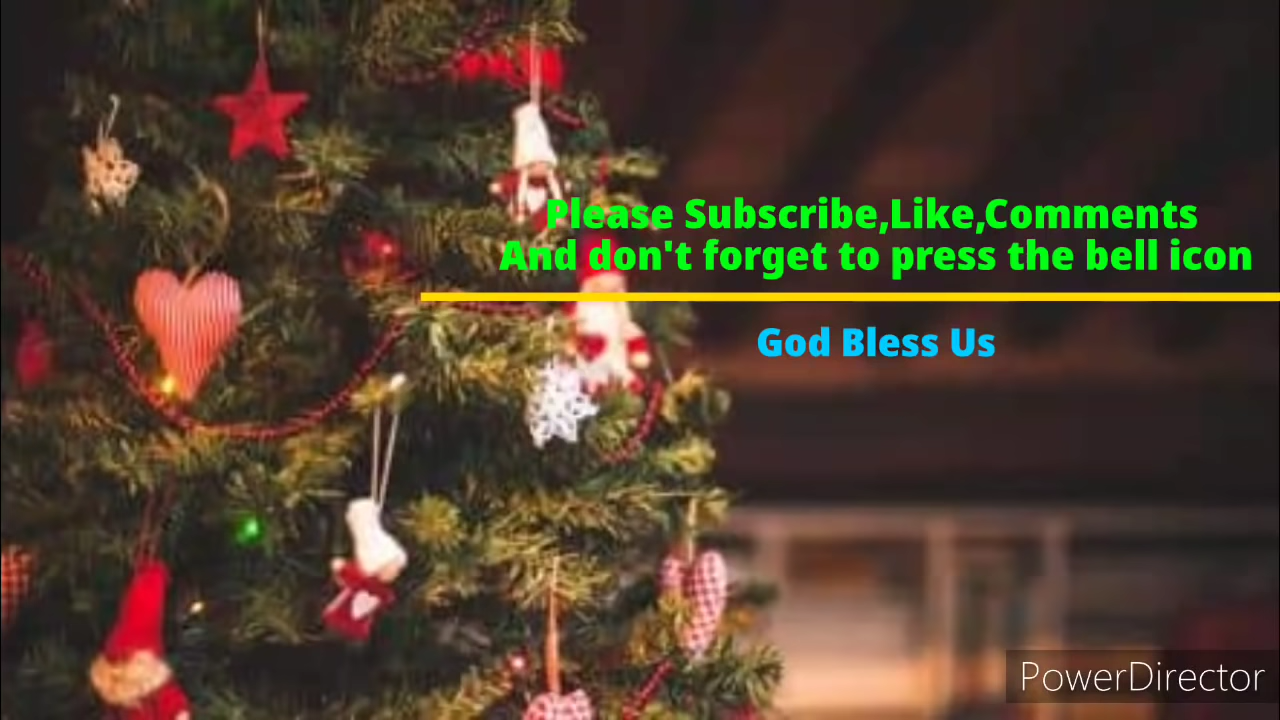 Please Subscribe,Like,Comments
And don't forget to press the bell icon
God Bless Us
PowerDirector